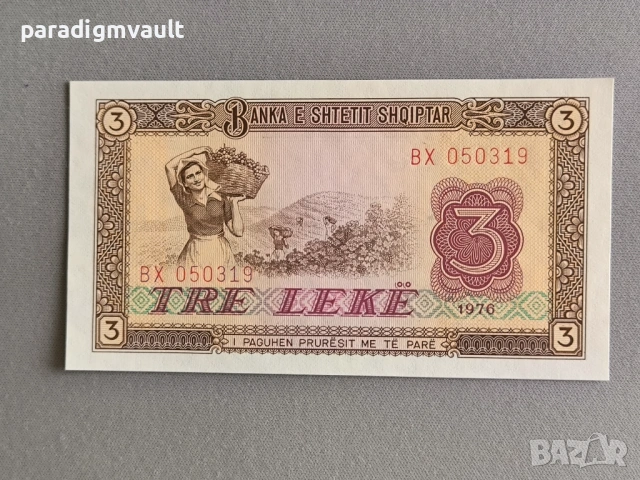 paradigmvault
3 BANKA E SHTETIT SHQIPTAR 3
BX 050319
3
BX 050319
TRE LEKË
1976
3 I PAGUHEN PRURËSIT ME TË PARË 3
BAZAR